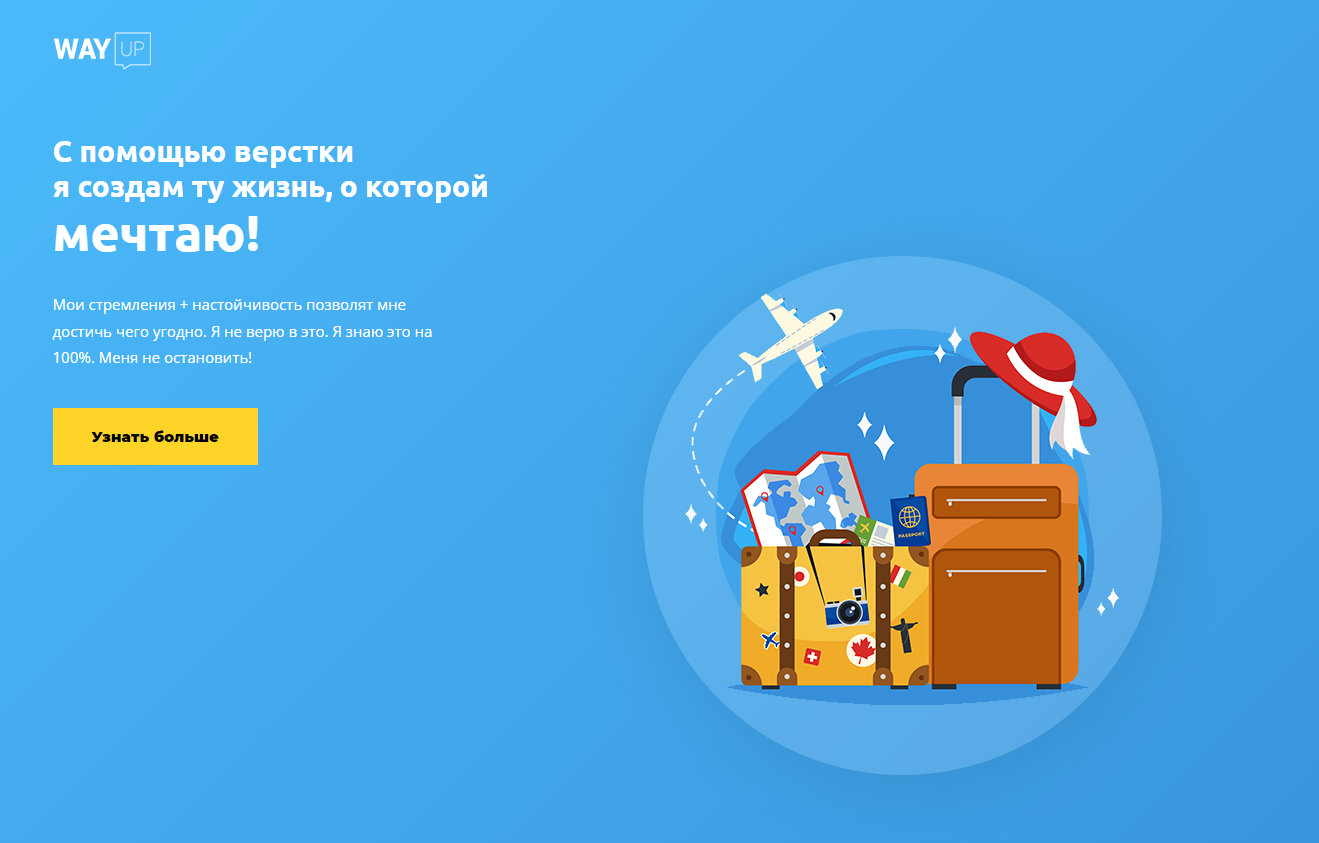 WAY UP
С помощью верстки
я создам ту жизнь, о которой
мечтаю!
Мои стремления + настойчивость позволят мне
достичь чего угодно. Я не верю в это. Я знаю это на
100%. Меня не остановить!
Узнать больше
PASSPORT